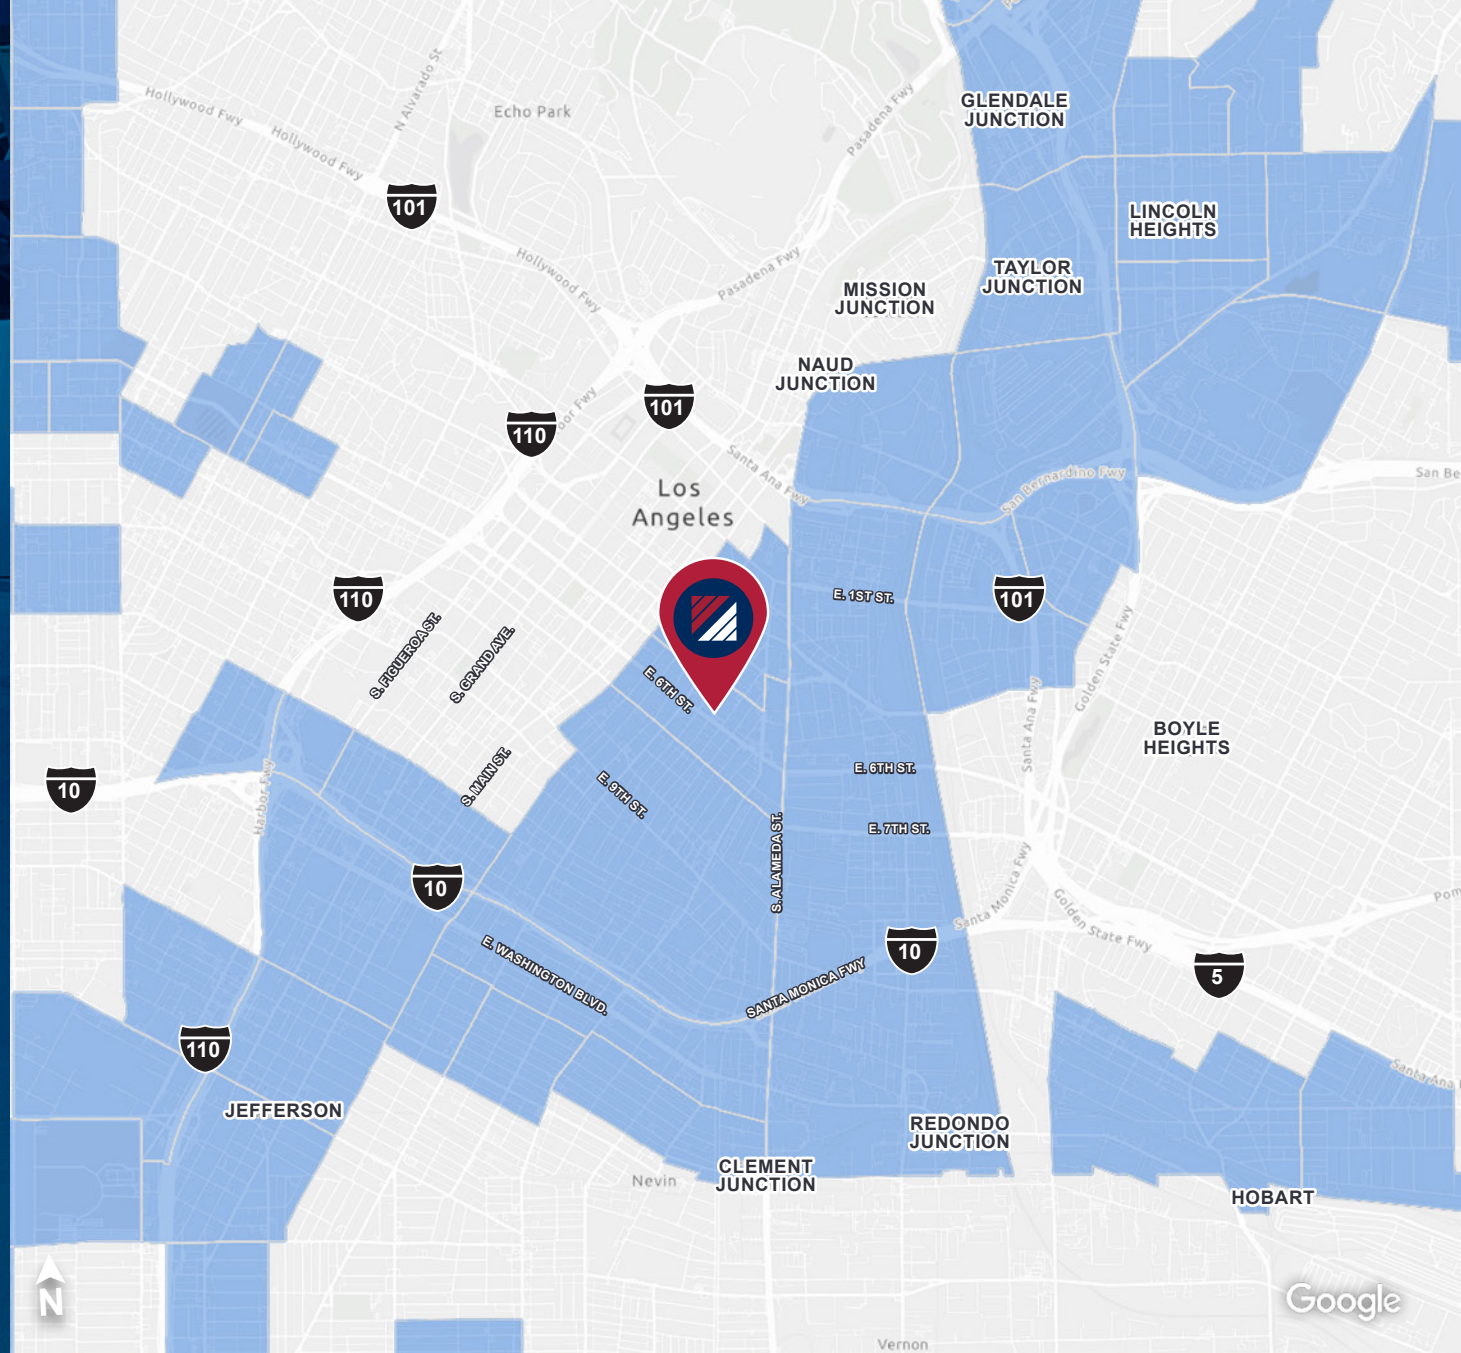 GLENDALE
JUNCTION
Echo Park
N Alvarado St
Hollywood Fwy
Hollywood Fwy
Pasadena Fwy
101
LINCOLN
HEIGHTS
Hollywood Fwy
Pasadena Fwy
TAYLOR
JUNCTION
MISSION
JUNCTION
NAUD
JUNCTION
101
110
bor Fwy
Santa Ana Fwy
San Bernardino Fwy
San Be
Los
Angeles
110
E. 1ST ST.
101
S. FIGUEROA ST.
S. GRAND AVE.
E. 6TH ST.
Golden State Fwy
Santa Ana Fwy
BOYLE
HEIGHTS
10
Harbor Fwy
S. MAIN ST.
E. 9TH ST.
E. 6TH ST.
E. 7TH ST.
S. ALAMEDA ST.
10
Santa Monica Fwy
Golden State Fwy
Pom
E. WASHINGTON BLVD.
SANTA MONICA FWY
10
5
110
Santa Ana
JEFFERSON
REDONDO
JUNCTION
CLEMENT
JUNCTION
Nevin
HOBART
N
Google
Vernon